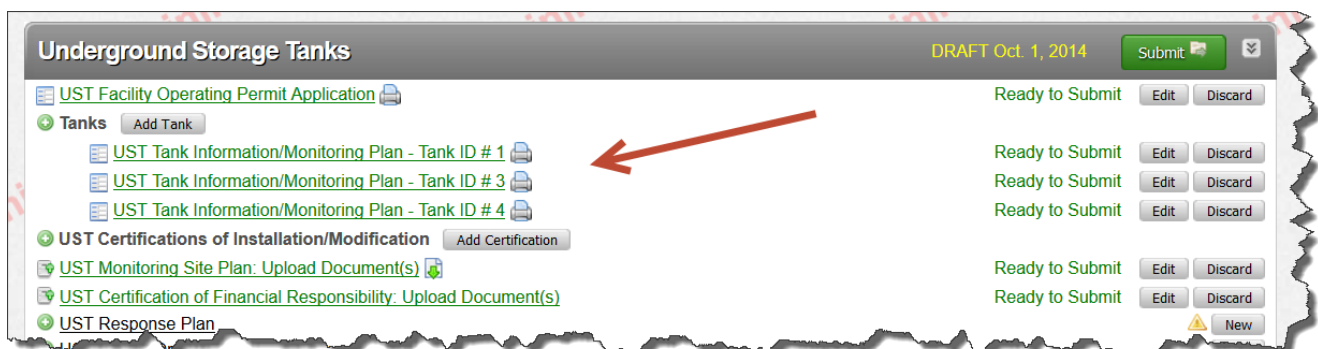 Underground Storage Tanks DRAFT Oct. 1, 2014 Submit
UST Facility Operating Permit Application Ready to Submit Edit Discard
Tanks Add Tank
UST Tank Information/Monitoring Plan - Tank ID # 1 Ready to Submit Edit Discard
UST Tank Information/Monitoring Plan - Tank ID # 3 Ready to Submit Edit Discard
UST Tank Information/Monitoring Plan - Tank ID # 4 Ready to Submit Edit Discard
UST Certifications of Installation/Modification Add Certification
UST Monitoring Site Plan: Upload Document(s) Ready to Submit Edit Discard
UST Certification of Financial Responsibility: Upload Document(s) Ready to Submit Edit Discard
UST Response Plan New